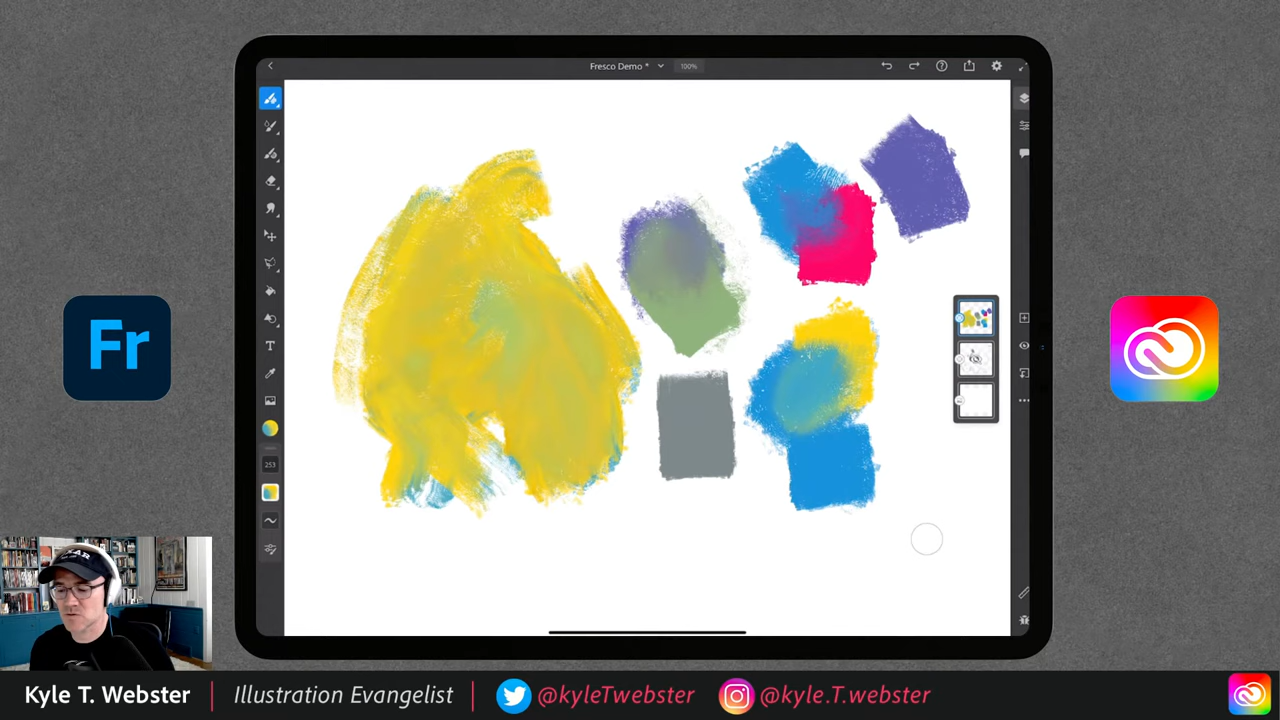 Fresco Demo *
100%
Fr
T
253
Kyle T. Webster
Illustration Evangelist
@kyleTwebster
@kyle.T.webster